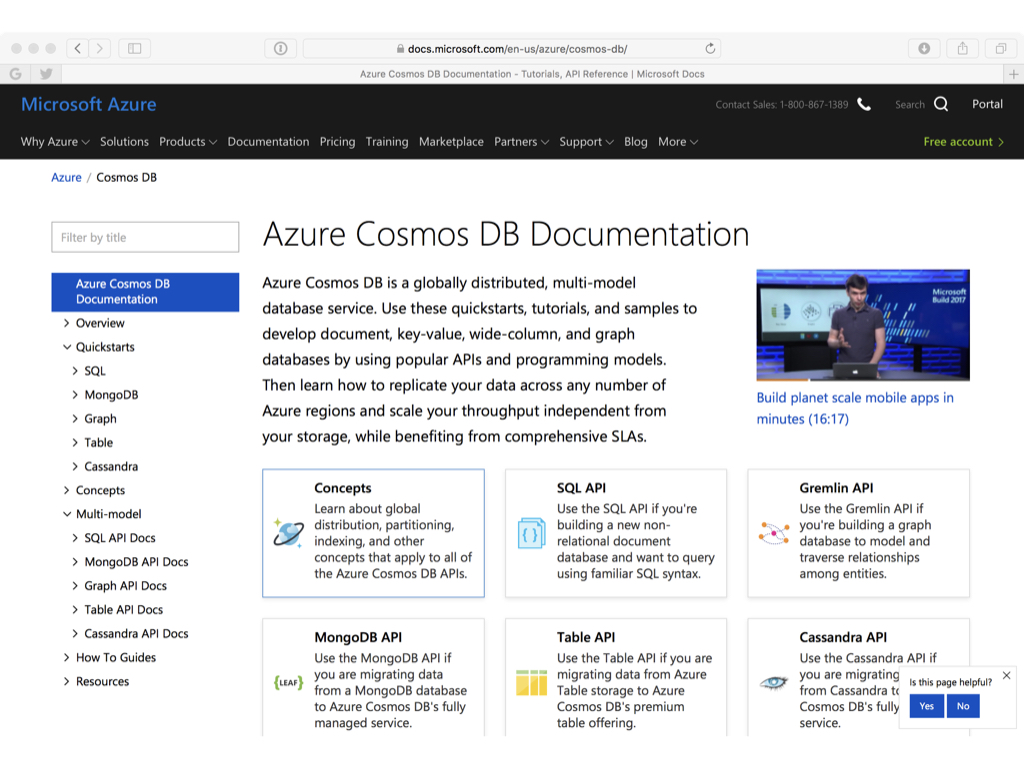 docs.microsoft.com/en-us/azure/cosmos-db/
Azure Cosmos DB Documentation - Tutorials, API Reference | Microsoft Docs
Microsoft Azure
Contact Sales: 1-800-867-1389
Search
Portal
Why Azure Solutions Products Documentation Pricing Training Marketplace Partners Support Blog More
Free account
Azure / Cosmos DB
Filter by title
Azure Cosmos DB
Documentation
Overview
Quickstarts
SQL
MongoDB
Graph
Table
Cassandra
Concepts
Multi-model
SQL API Docs
MongoDB API Docs
Graph API Docs
Table API Docs
Cassandra API Docs
How To Guides
Resources
Azure Cosmos DB Documentation
Azure Cosmos DB is a globally distributed, multi-model
database service. Use these quickstarts, tutorials, and samples to
develop document, key-value, wide-column, and graph
databases by using popular APIs and programming models.
Then learn how to replicate your data across any number of
Azure regions and scale your throughput independent from
your storage, while benefiting from comprehensive SLAs.
Microsoft
Build 2017
Build planet scale mobile apps in
minutes (16:17)
Concepts
Learn about global
distribution, partitioning,
indexing, and other
concepts that apply to all of
the Azure Cosmos DB APIs.
SQL API
Use the SQL API if you're
building a new non-
relational document
database and want to query
using familiar SQL syntax.
Gremlin API
Use the Gremlin API if
you're building a graph
database to model and
traverse relationships
among entities.
MongoDB API
{LEAF}
Use the MongoDB API if
you are migrating data
from a MongoDB database
to Azure Cosmos DB's fully
managed service.
Table API
Use the Table API if you are
migrating data from Azure
Table storage to Azure
Cosmos DB's premium
table offering.
Cassandra API
Use the Cassandra API if
you are migrating
from Cassandra to
Cosmos DB's fully
service.
Is this page helpful?
Yes
No